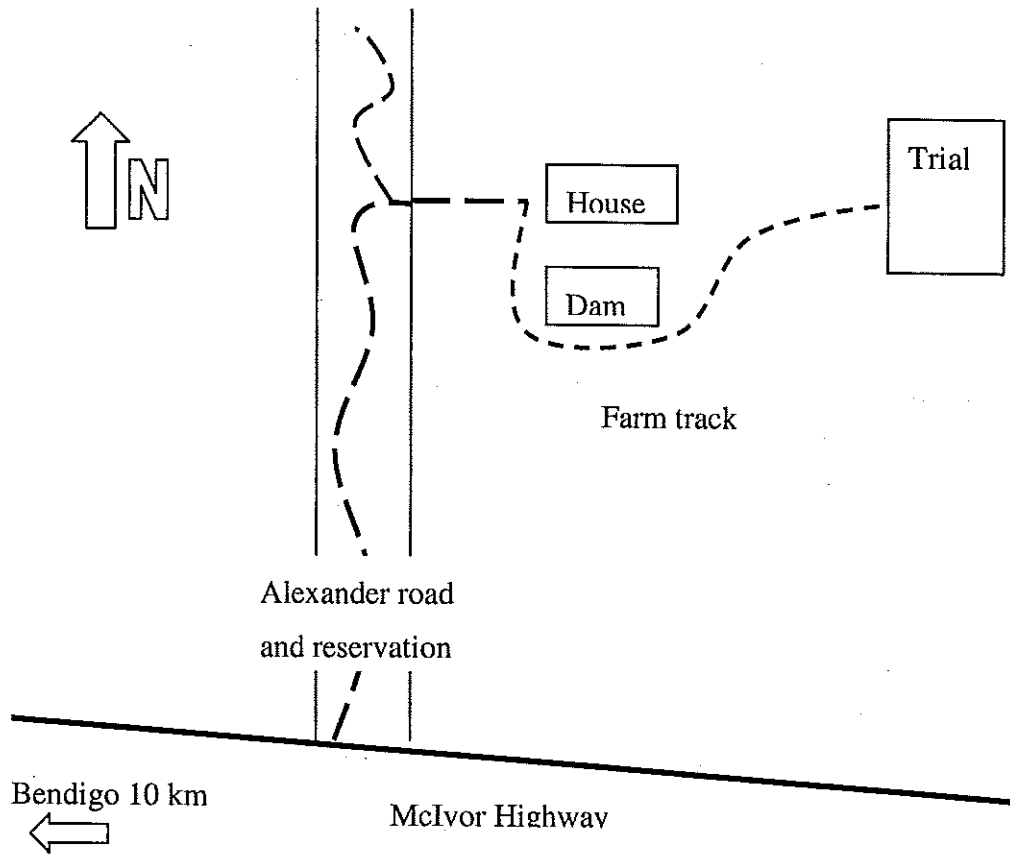 N
House
Trial
Dam
Farm track
Alexander road
and reservation
Bendigo 10 km
McIvor Highway